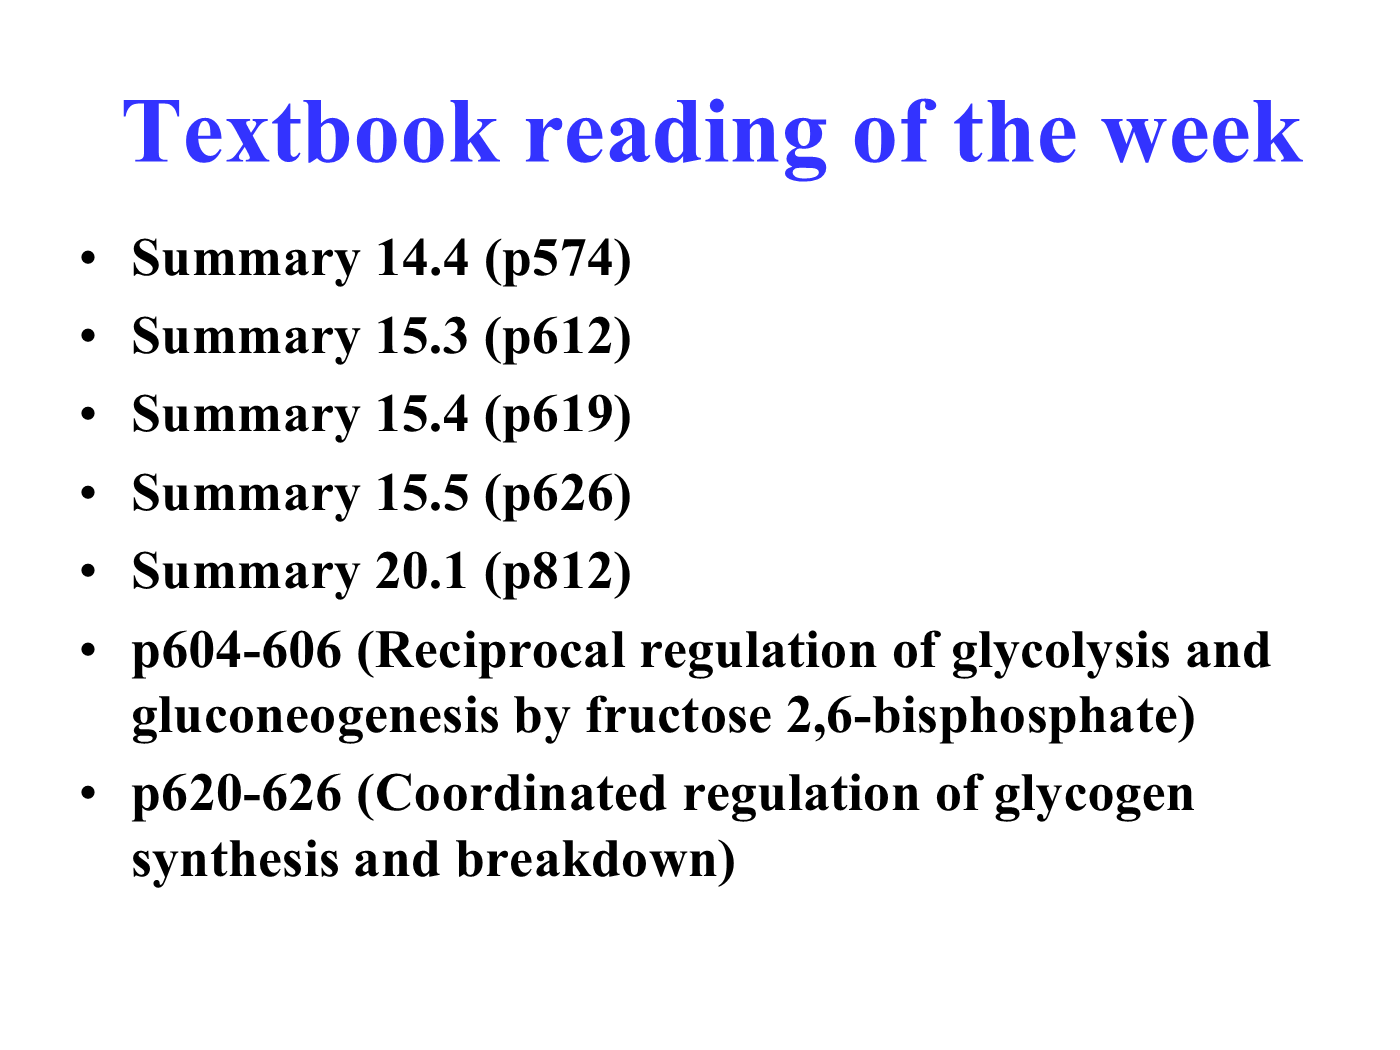 Textbook reading of the week
• Summary 14.4 (p574)
• Summary 15.3 (p612)
• Summary 15.4 (p619)
• Summary 15.5 (p626)
• Summary 20.1 (p812)
• p604-606 (Reciprocal regulation of glycolysis and
gluconeogenesis by fructose 2,6-bisphosphate)
• p620-626 (Coordinated regulation of glycogen
synthesis and breakdown)